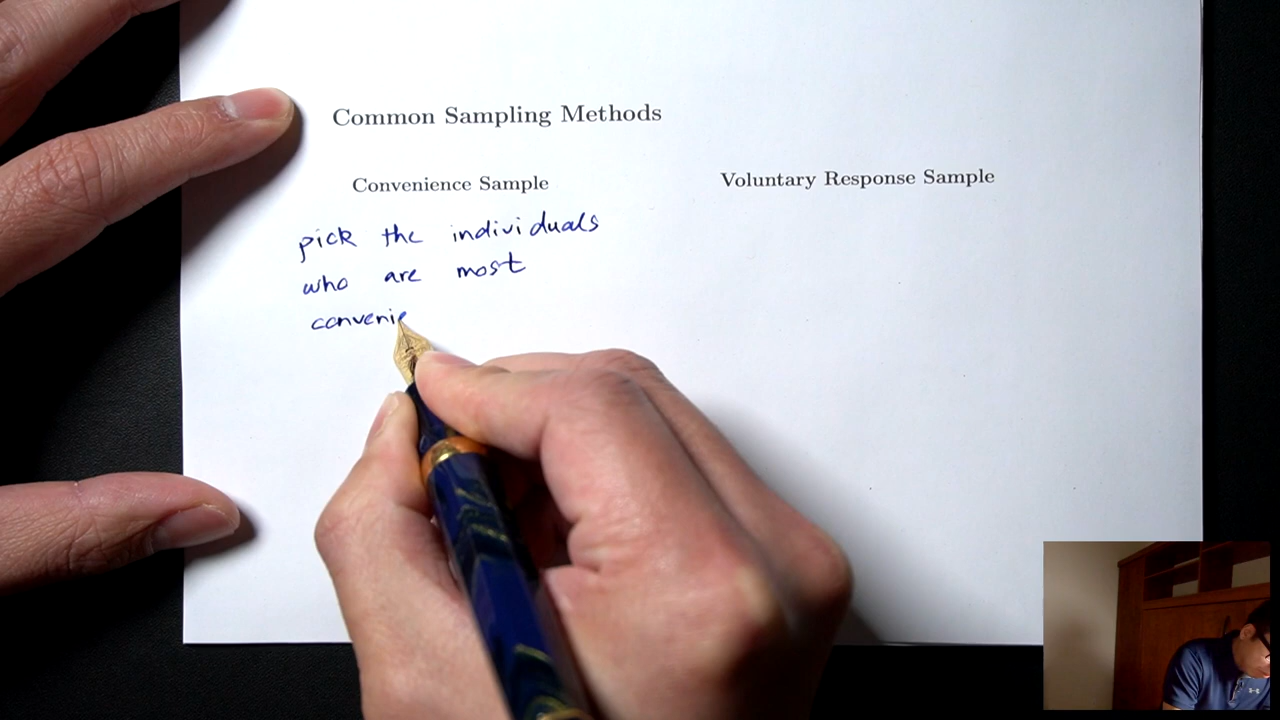 Common Sampling Methods
Convenience Sample
pick the individuals
who are most
convenie
Voluntary Response Sample